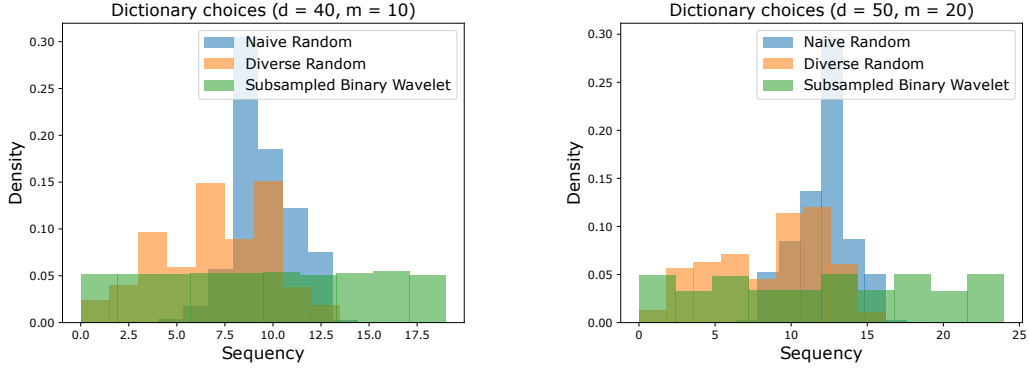 Dictionary choices (d = 40, m = 10)
0.30
0.25
0.20
0.15
0.10
0.05
0.00
Density
Naive Random
Diverse Random
Subsampled Binary Wavelet
0.0 2.5 5.0 7.5 10.0 12.5 15.0 17.5
Sequency
Dictionary choices (d = 50, m = 20)
0.30
0.25
0.20
0.15
0.10
0.05
0.00
Density
Naive Random
Diverse Random
Subsampled Binary Wavelet
0 5 10 15 20 25
Sequency